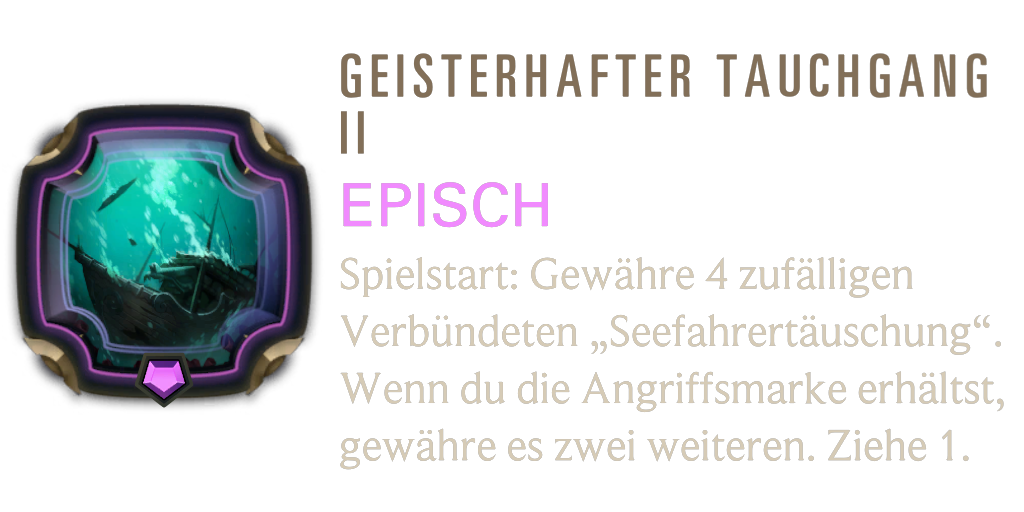 GEISTERHAFTER TAUCHGANG
II
EPISCH
Spielstart: Gewähre 4 zufälligen
Verbündeten „Seefahrertäuschung“.
Wenn du die Angriffsmarke erhältst,
gewähre es zwei weiteren. Ziehe 1.